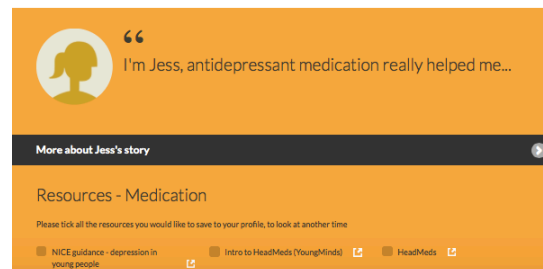 “
I'm Jess, antidepressant medication really helped me...
More about Jess's story
Resources - Medication
Please tick all the resources you would like to save to your profile, to look at another time
NICE guidance - depression in
young people
Intro to HeadMeds (YoungMinds)
HeadMeds